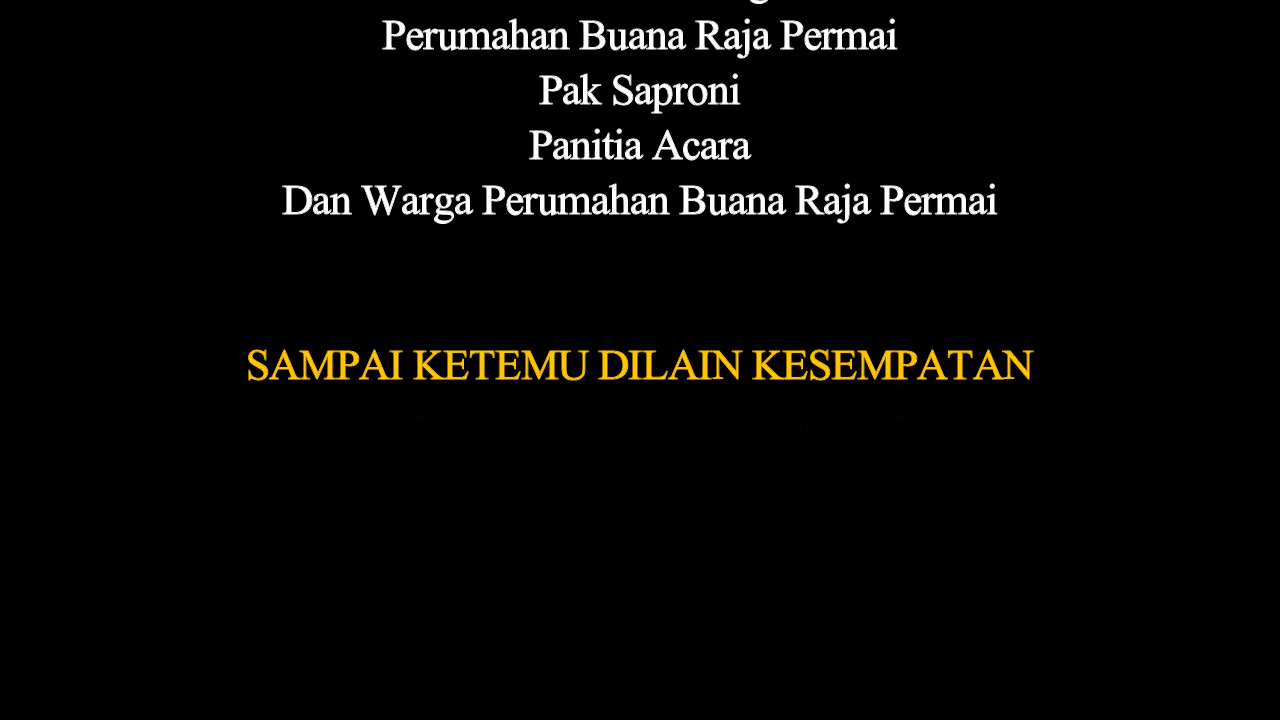 Perumahan Buana Raja Permai
Pak Saproni
Panitia Acara
Dan Warga Perumahan Buana Raja Permai
SAMPAI KETEMU DILAIN KESEMPATAN